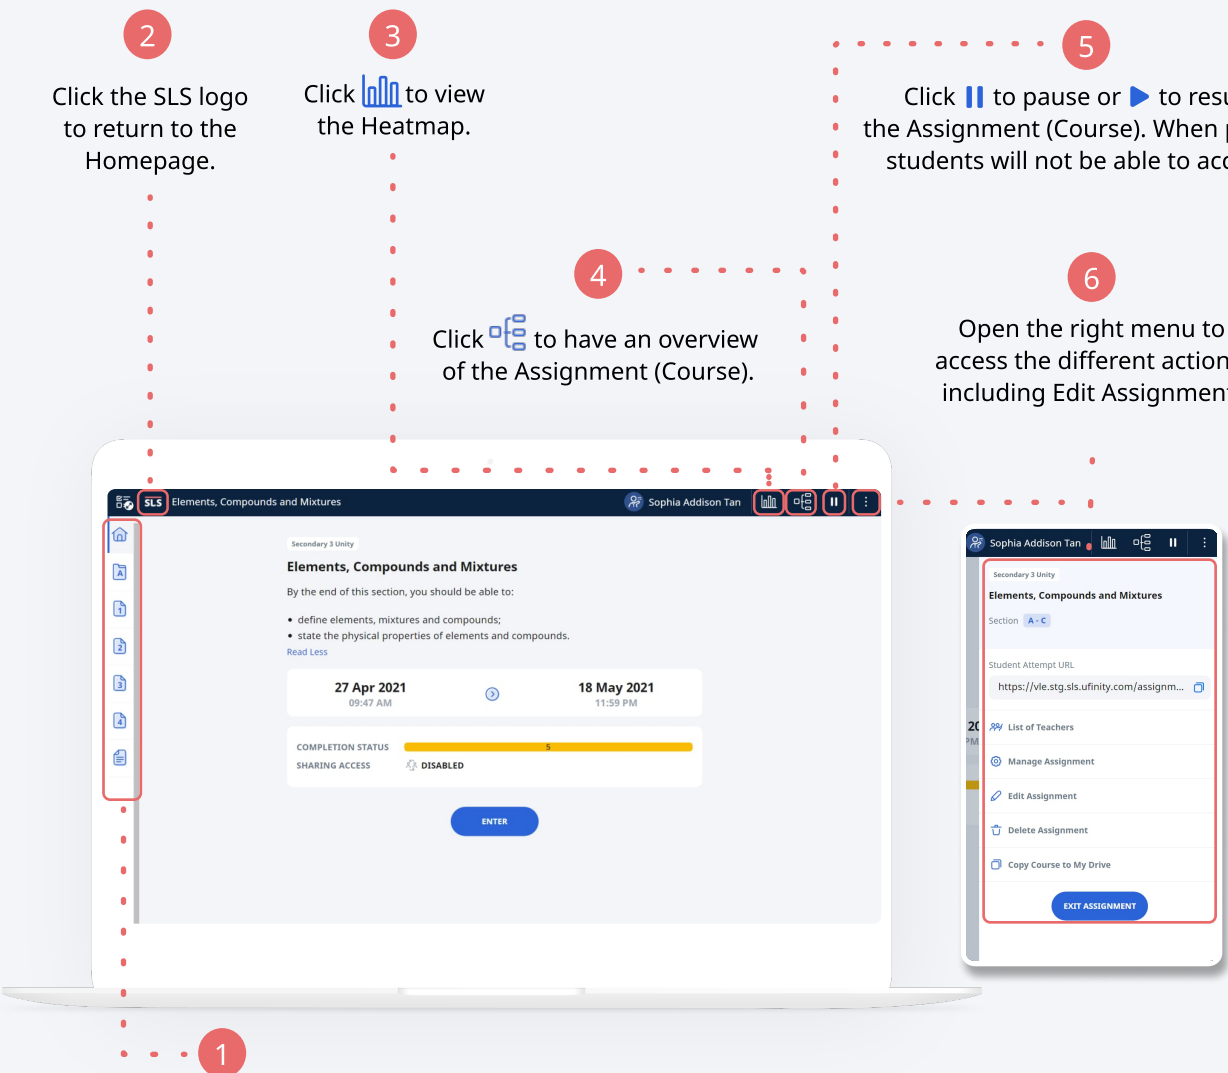 2
Click the SLS logo
to return to the
Homepage.
3
Click to view
the Heatmap.
4
Click to have an overview
of the Assignment (Course).
5
Click to pause or to resu
the Assignment (Course). When
students will not be able to acc
6
Open the right menu to
access the different action
including Edit Assignment
SLS Elements, Compounds and Mixtures
Sophia Addison Tan
A
1
2
3
4
Secondary 3 Unity
Elements, Compounds and Mixtures
By the end of this section, you should be able to:
• define elements, mixtures and compounds;
• state the physical properties of elements and compounds.
Read Less
27 Apr 2021
09:47 AM
18 May 2021
11:59 PM
COMPLETION STATUS 5
SHARING ACCESS DISABLED
ENTER
Sophia Addison Tan
Secondary 3 Unity
Elements, Compounds and Mixtures
Section A - C
Student Attempt URL
https://vle.stg.sls.ufinity.com/assignm...
20
PM
List of Teachers
Manage Assignment
Edit Assignment
Delete Assignment
Copy Course to My Drive
EXIT ASSIGNMENT
1